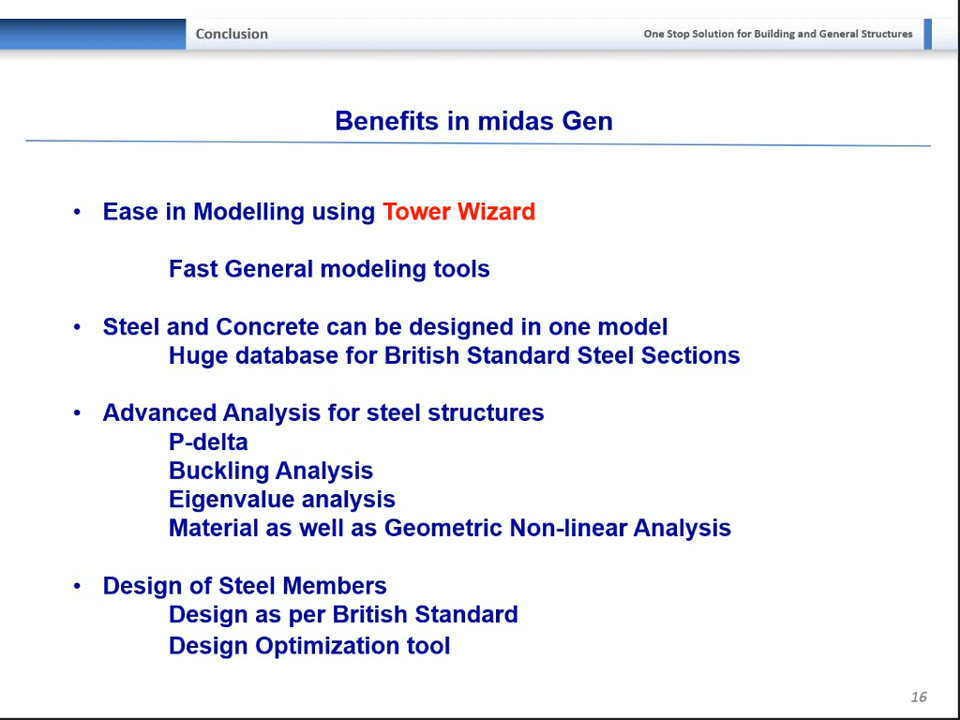 Conclusion
One Stop Solution for Building and General Structures
Benefits in midas Gen
• Ease in Modelling using Tower Wizard
Fast General modeling tools
• Steel and Concrete can be designed in one model
Huge database for British Standard Steel Sections
• Advanced Analysis for steel structures
P-delta
Buckling Analysis
Eigenvalue analysis
Material as well as Geometric Non-linear Analysis
• Design of Steel Members
Design as per British Standard
Design Optimization tool
16